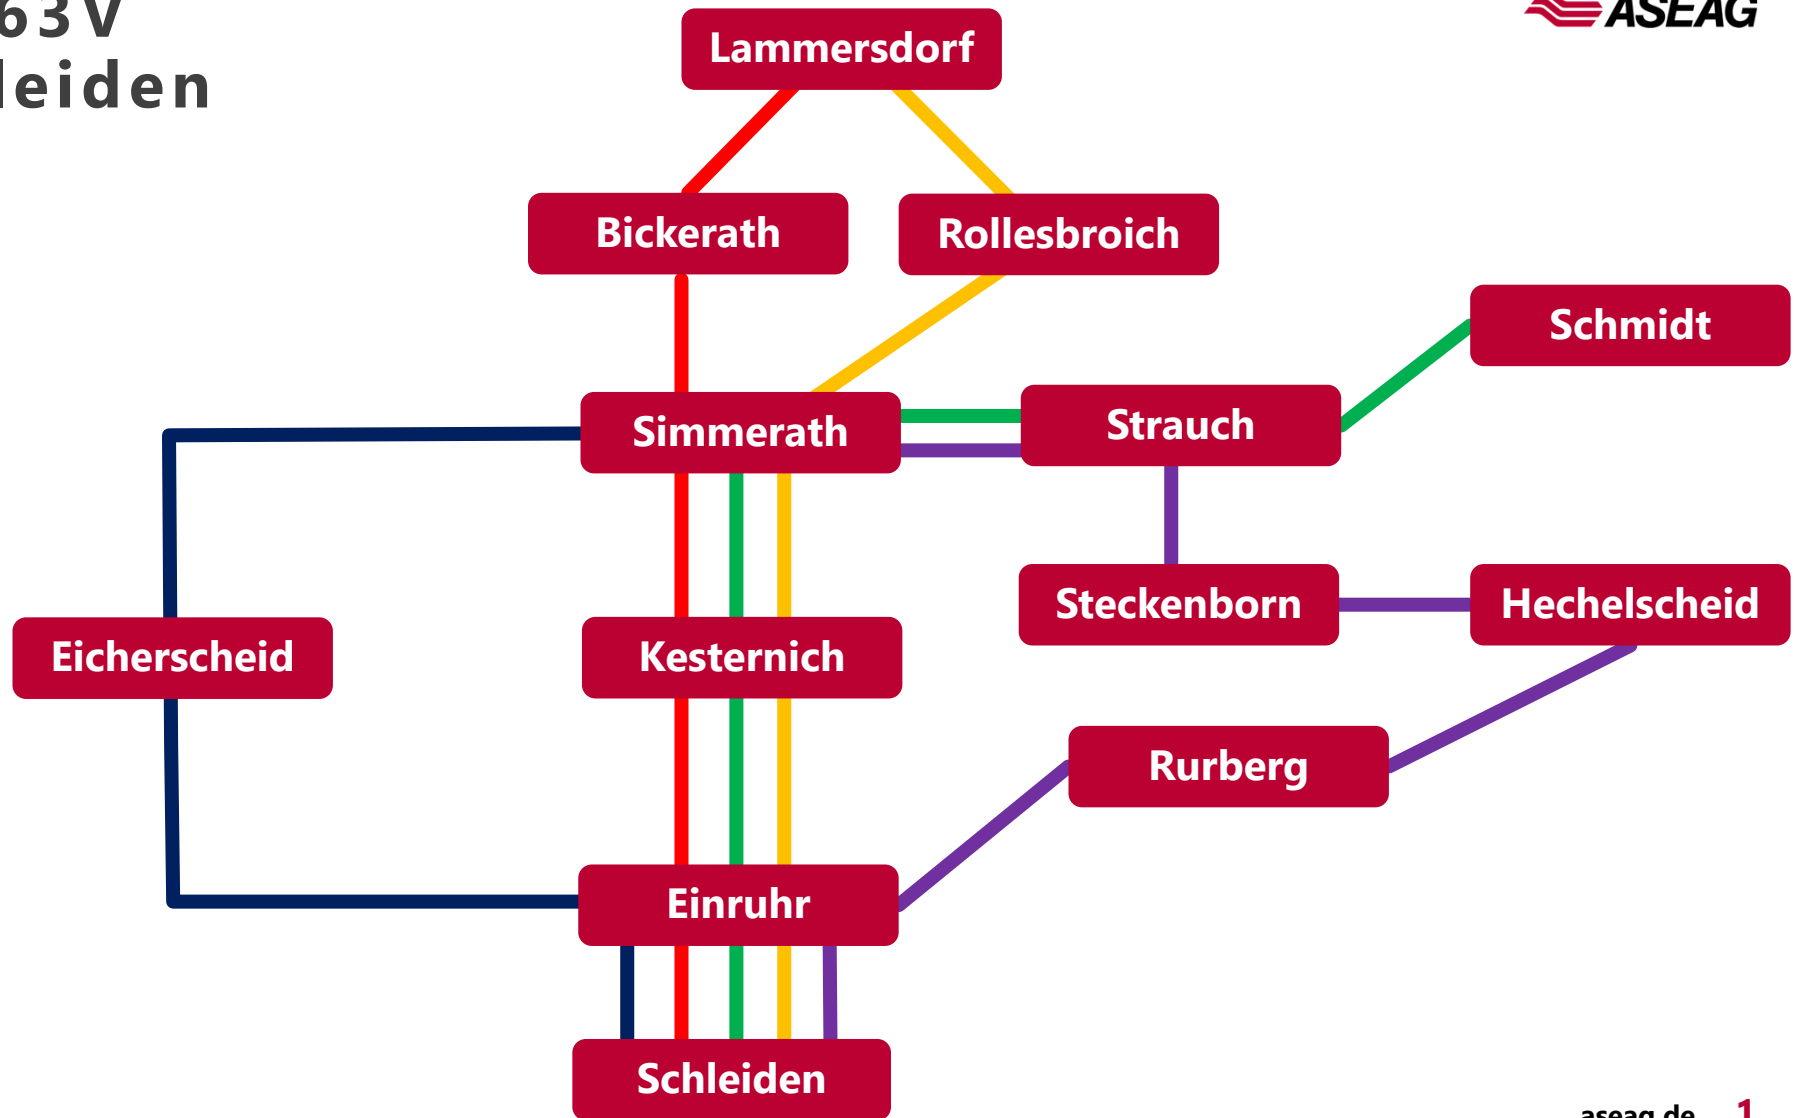 63V
leiden
ASEAG
Lammersdorf
Bickerath
Rollesbroich
Schmidt
Simmerath
Strauch
Steckenborn
Hechelscheid
Eicherscheid
Kesternich
Rurberg
Einruhr
Schleiden
aseag.de 1